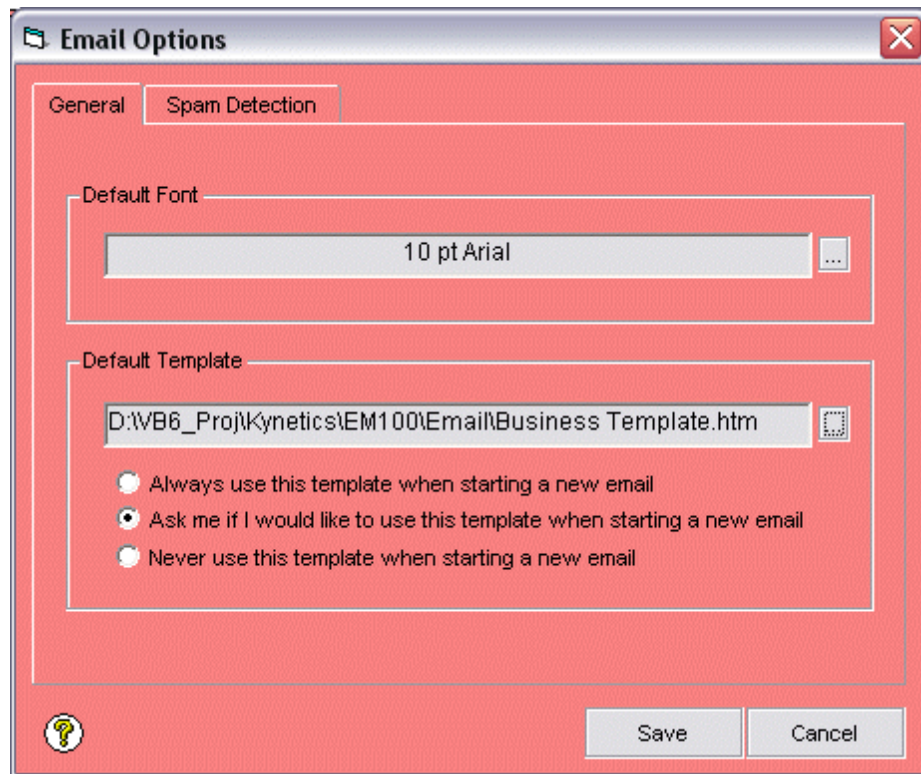 Email Options
General
Spam Detection
Default Font
10 pt Arial
...
Default Template
D:\VB6_Proj\Kynetics\EM100\Email\Business Template.htm
...
Always use this template when starting a new email
Ask me if I would like to use this template when starting a new email
Never use this template when starting a new email
?
Save
Cancel